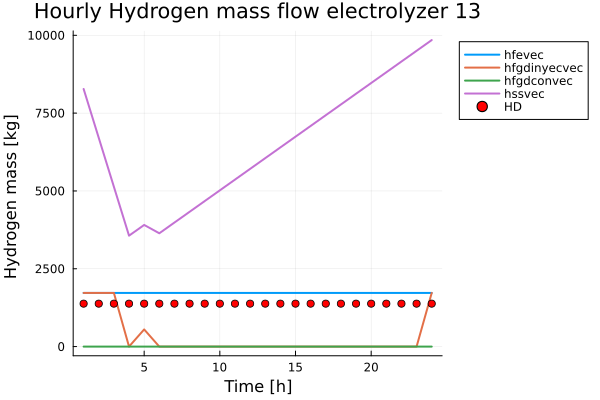 Hourly Hydrogen mass flow electrolyzer 13
Hydrogen mass [kg]
10000
7500
5000
2500
0
5
10
15
20
Time [h]
hfevec
hfgdinyecvec
hfgdconvec
hssvec
HD